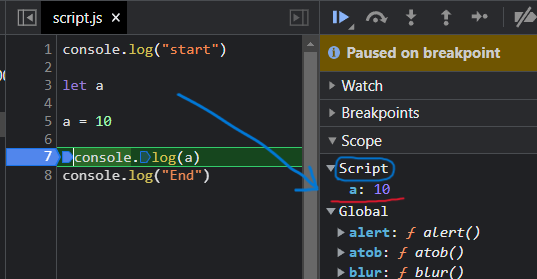 script.js ×
1 console.log("start")
2
3 let a
4
5 a = 10
6
7 console.log(a)
8 console.log("End")
Paused on breakpoint
Watch
Breakpoints
Scope
Script
a: 10
Global
alert: ƒ alert()
atob: ƒ atob()
blur: ƒ blur()